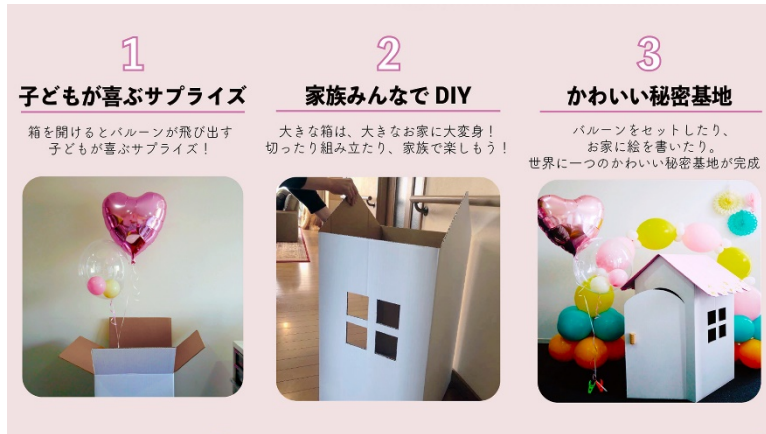 1
子どもが喜ぶサプライズ
箱を開けるとバルーンが飛び出す
子どもが喜ぶサプライズ！
2
家族みんなで DIY
大きな箱は、大きなお家に大変身！
切ったり組み立たり、家族で楽しもう！
3
かわいい秘密基地
バルーンをセットしたり、
お家に絵を書いたり。
世界に一つのかわいい秘密基地が完成